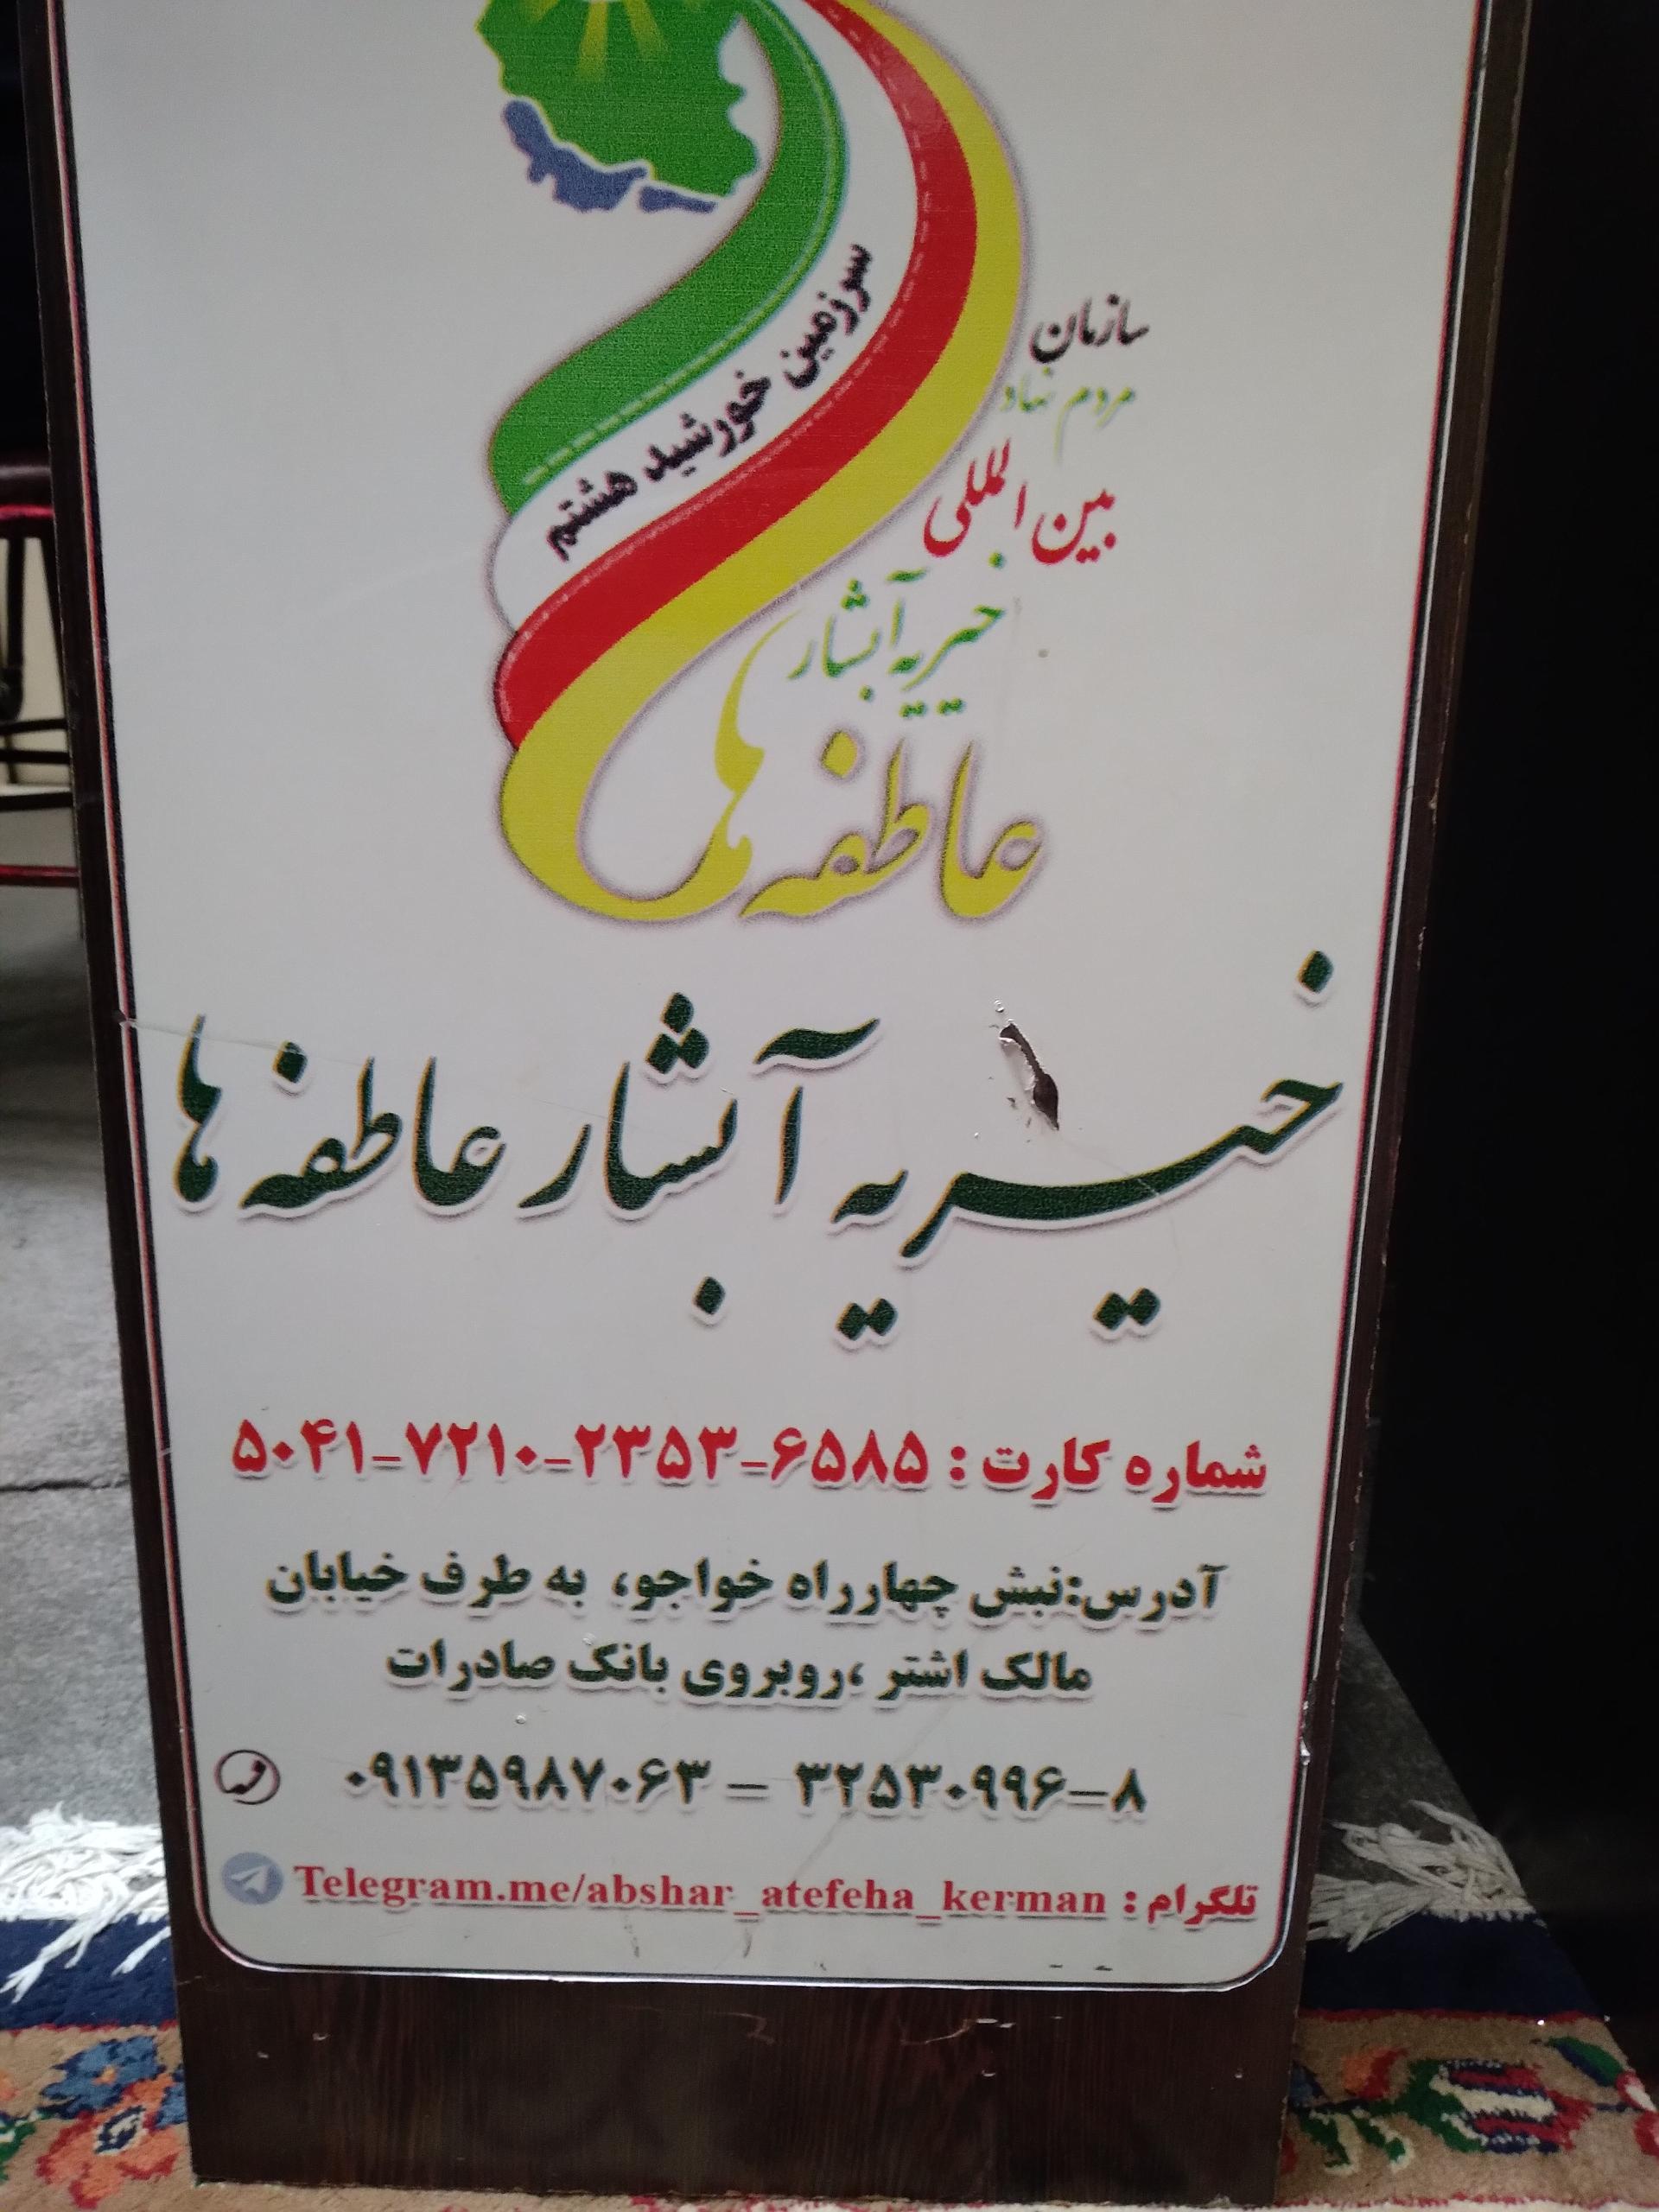 سرزمین خورشید هشتم
سازمان
مردم نهاد
بین المللی
خیریه آبشار
عاطفه ها
خیریه آبشار عاطفه ها
شماره کارت : ۶۵۸۵-۲۳۵۳-۷۲۱۰-۵۰۴۱
آدرس:نبش چهارراه خواجو، به طرف خیابان
مالک اشتر ،روبروی بانک صادرات
۰۹۱۳۵۹۸۷۰۶۳ – ۳۲۵۳۰۹۹۶–۸
تلگرام : Telegram.me/abshar_atefeha_kerman